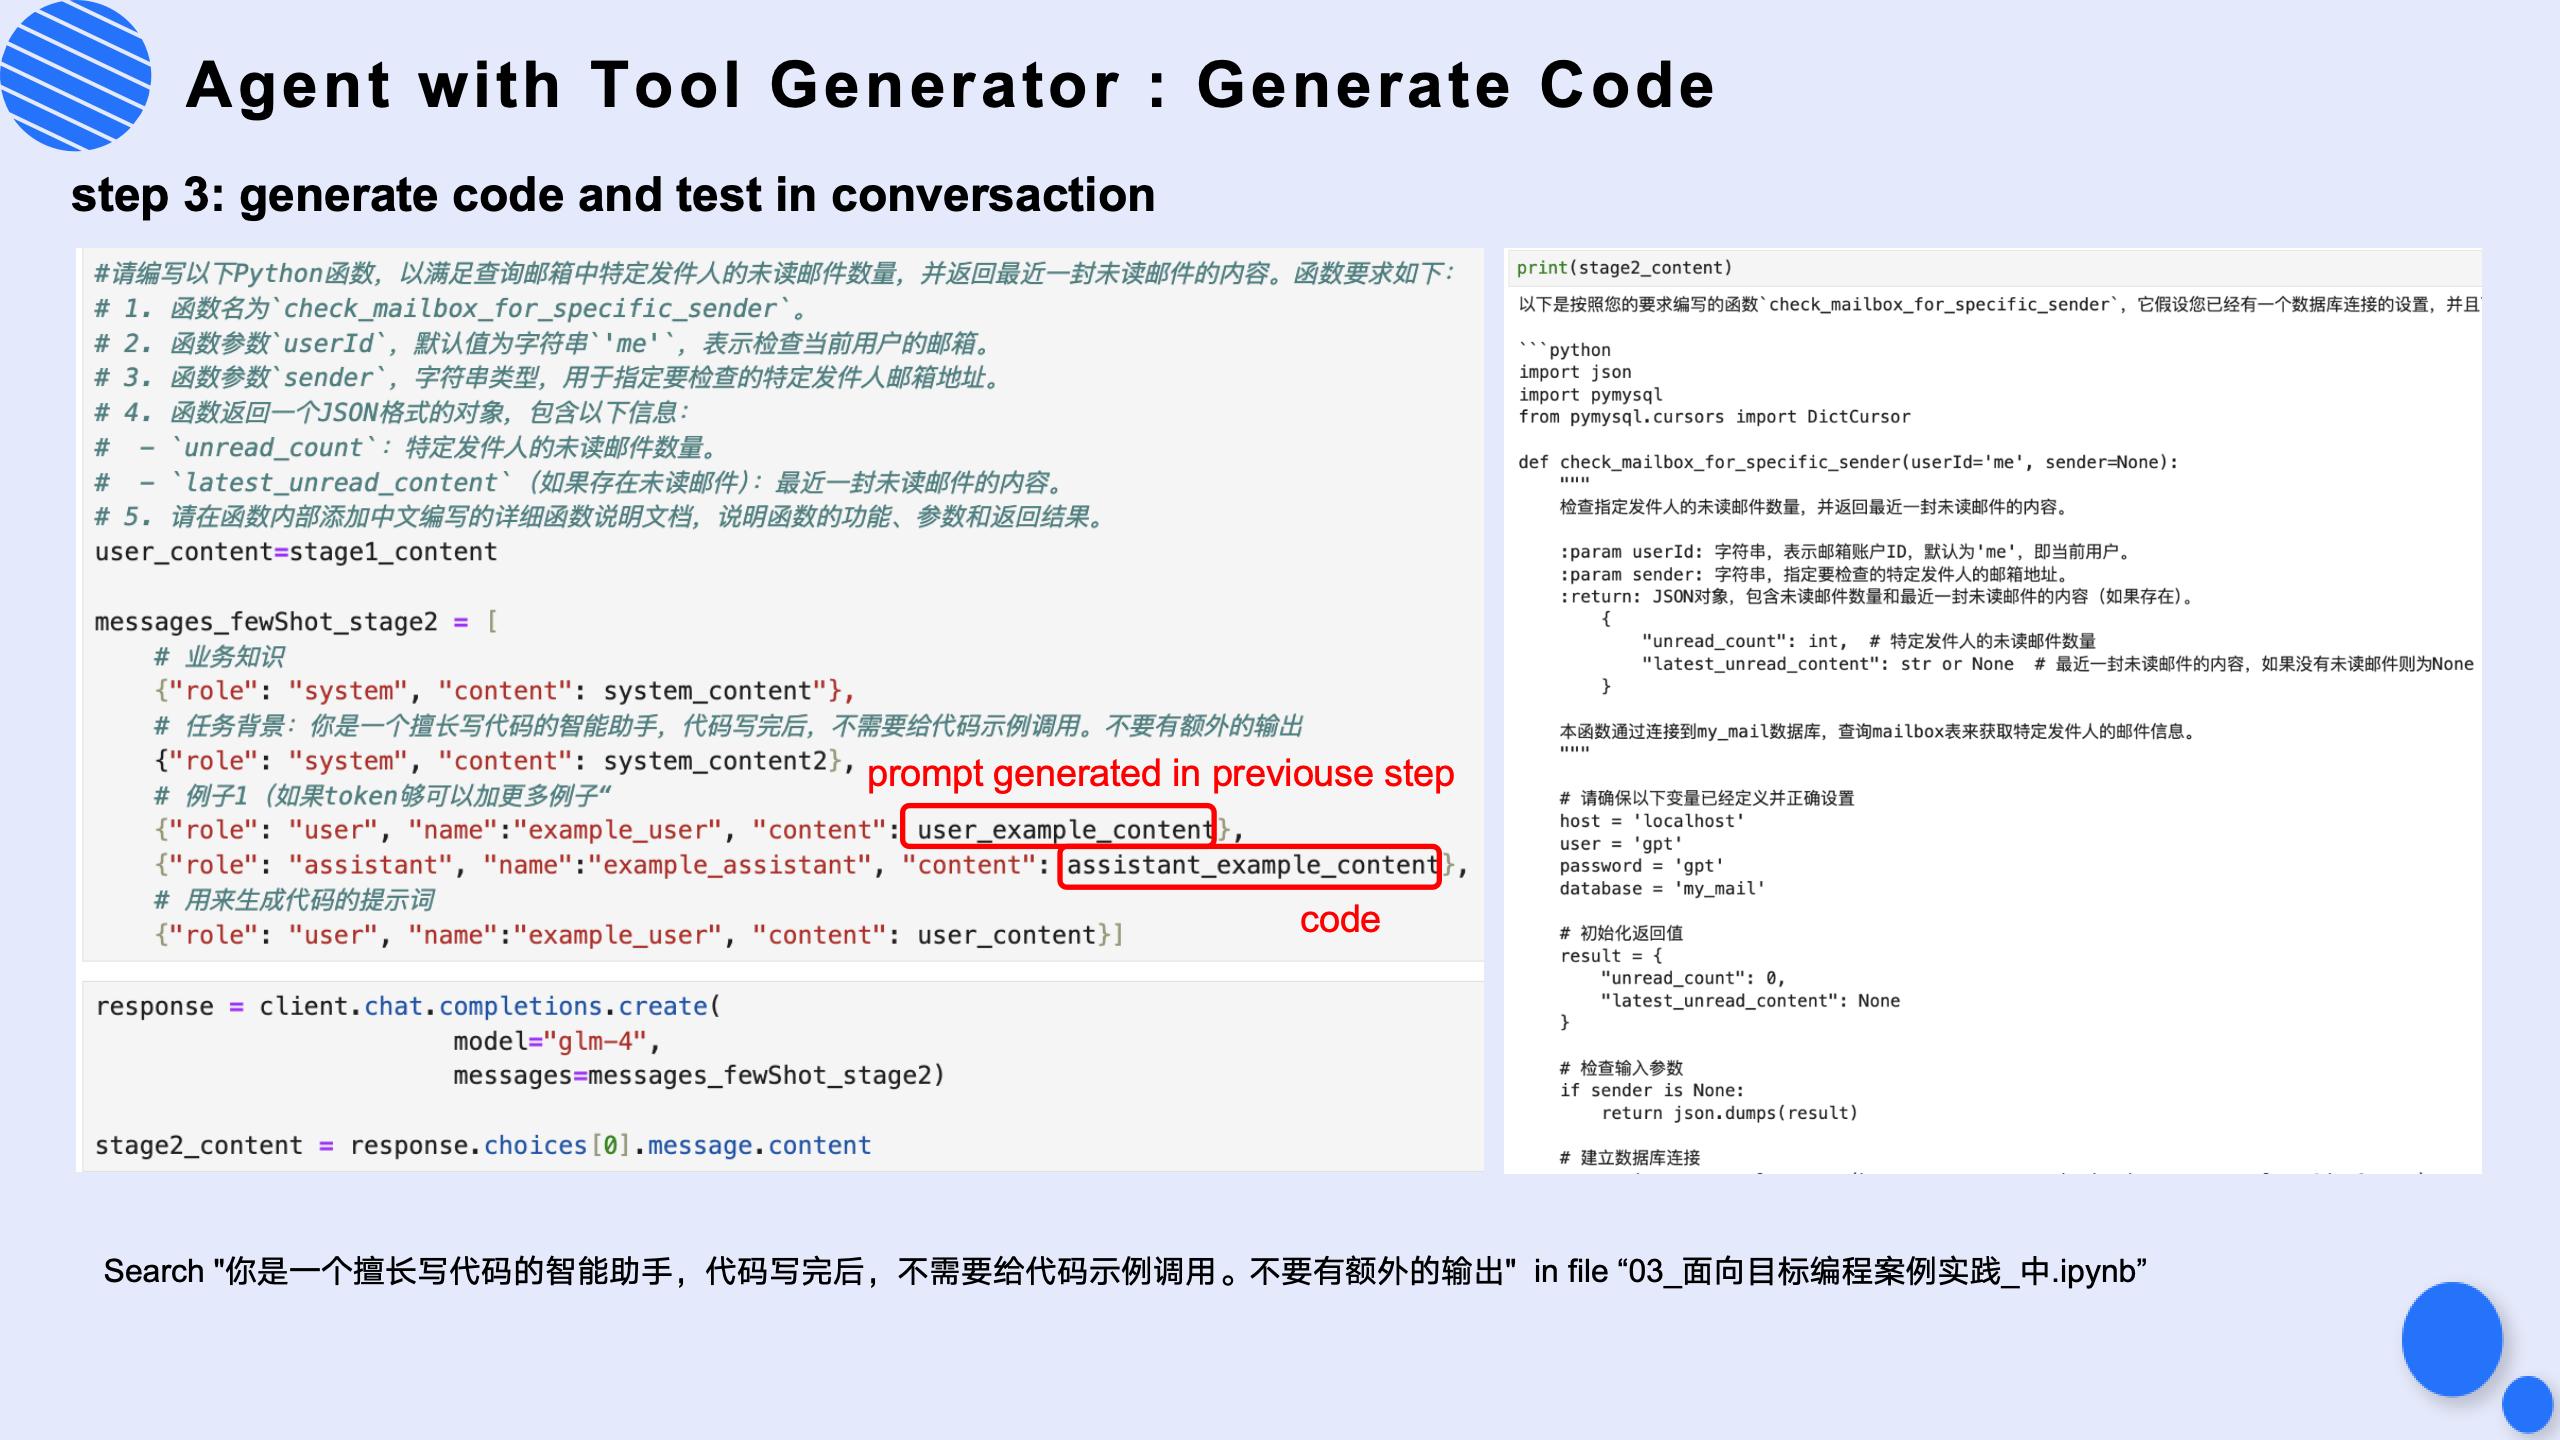 Agent with Tool Generator : Generate Code
step 3: generate code and test in conversaction
#请编写以下Python函数，以满足查询邮箱中特定发件人的未读邮件数量，并返回最近一封未读邮件的内容。函数要求如下：
# 1. 函数名为`check_mailbox_for_specific_sender`。
# 2. 函数参数`userId`，默认值为字符串`'me'`，表示检查当前用户的邮箱。
# 3. 函数参数`sender`，字符串类型，用于指定要检查的特定发件人邮箱地址。
# 4. 函数返回一个JSON格式的对象，包含以下信息：
#  - `unread_count`：特定发件人的未读邮件数量。
#  - `latest_unread_content`（如果存在未读邮件）：最近一封未读邮件的内容。
# 5. 请在函数内部添加中文编写的详细函数说明文档，说明函数的功能、参数和返回结果。
user_content=stage1_content
messages_fewShot_stage2 = [
# 业务知识
{"role": "system", "content": system_content"},
# 任务背景：你是一个擅长写代码的智能助手，代码写完后，不需要给代码示例调用。不要有额外的输出
{"role": "system", "content": system_content2},
prompt generated in previouse step
# 例子1（如果token够可以加更多例子“
{"role": "user", "name":"example_user", "content": user_example_content},
{"role": "assistant", "name":"example_assistant", "content": assistant_example_content},
# 用来生成代码的提示词
code
{"role": "user", "name":"example_user", "content": user_content}]
response = client.chat.completions.create(
model="glm-4",
messages=messages_fewShot_stage2)
stage2_content = response.choices[0].message.content
print(stage2_content)
以下是按照您的要求编写的函数`check_mailbox_for_specific_sender`，它假设您已经有一个数据库连接的设置，并且
```python
import json
import pymysql
from pymysql.cursors import DictCursor
def check_mailbox_for_specific_sender(userId='me', sender=None):
"""
检查指定发件人的未读邮件数量，并返回最近一封未读邮件的内容。
:param userId: 字符串，表示邮箱账户ID，默认为'me'，即当前用户。
:param sender: 字符串，指定要检查的特定发件人的邮箱地址。
:return: JSON对象，包含未读邮件数量和最近一封未读邮件的内容（如果存在）。
{
"unread_count": int,  # 特定发件人的未读邮件数量
"latest_unread_content": str or None  # 最近一封未读邮件的内容，如果没有未读邮件则为None
}
本函数通过连接到my_mail数据库，查询mailbox表来获取特定发件人的邮件信息。
"""
# 请确保以下变量已经定义并正确设置
host = 'localhost'
user = 'gpt'
password = 'gpt'
database = 'my_mail'
# 初始化返回值
result = {
"unread_count": 0,
"latest_unread_content": None
}
# 检查输入参数
if sender is None:
return json.dumps(result)
# 建立数据库连接
Search "你是一个擅长写代码的智能助手，代码写完后，不需要给代码示例调用。不要有额外的输出"  in file “03_面向目标编程案例实践_中.ipynb”